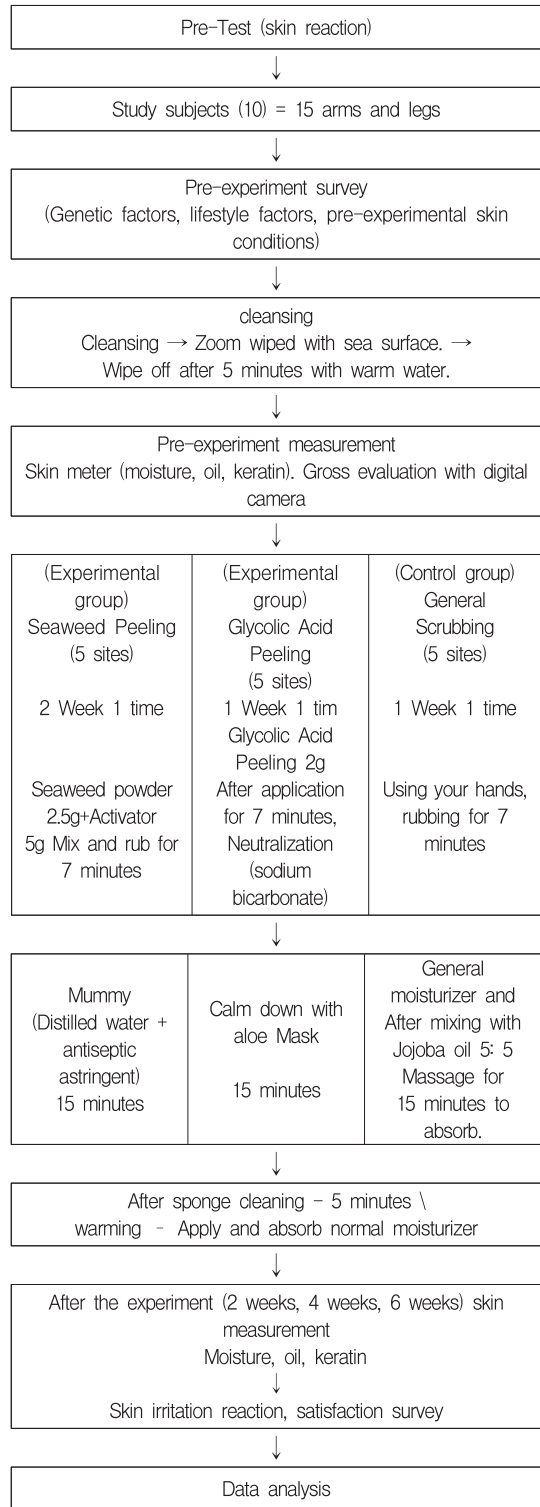 Pre-Test (skin reaction)
↓
Study subjects (10) = 15 arms and legs
↓
Pre-experiment survey
(Genetic factors, lifestyle factors, pre-experimental skin
conditions)
↓
cleansing
Cleansing → Zoom wiped with sea surface. →
Wipe off after 5 minutes with warm water.
↓
Pre-experiment measurement
Skin meter (moisture, oil, keratin). Gross evaluation with digital
camera
↓
(Experimental
group)
Seaweed Peeling
(5 sites)
2 Week 1 time
Seaweed powder
2.5g+Activator
5g Mix and rub for
7 minutes
(Experimental
group)
Glycolic Acid
Peeling
(5 sites)
1 Week 1 tim
Glycolic Acid
Peeling 2g
After application
for 7 minutes,
Neutralization
(sodium
bicarbonate)
(Control group)
General
Scrubbing
(5 sites)
1 Week 1 time
Using your hands,
rubbing for 7
minutes
↓
Mummy
(Distilled water +
antiseptic
astringent)
15 minutes
Calm down with
aloe Mask
15 minutes
General
moisturizer and
After mixing with
Jojoba oil 5: 5
Massage for
15 minutes to
absorb.
↓
After sponge cleaning - 5 minutes \
warming - Apply and absorb normal moisturizer
↓
After the experiment (2 weeks, 4 weeks, 6 weeks) skin
measurement
Moisture, oil, keratin
↓
Skin irritation reaction, satisfaction survey
↓
Data analysis